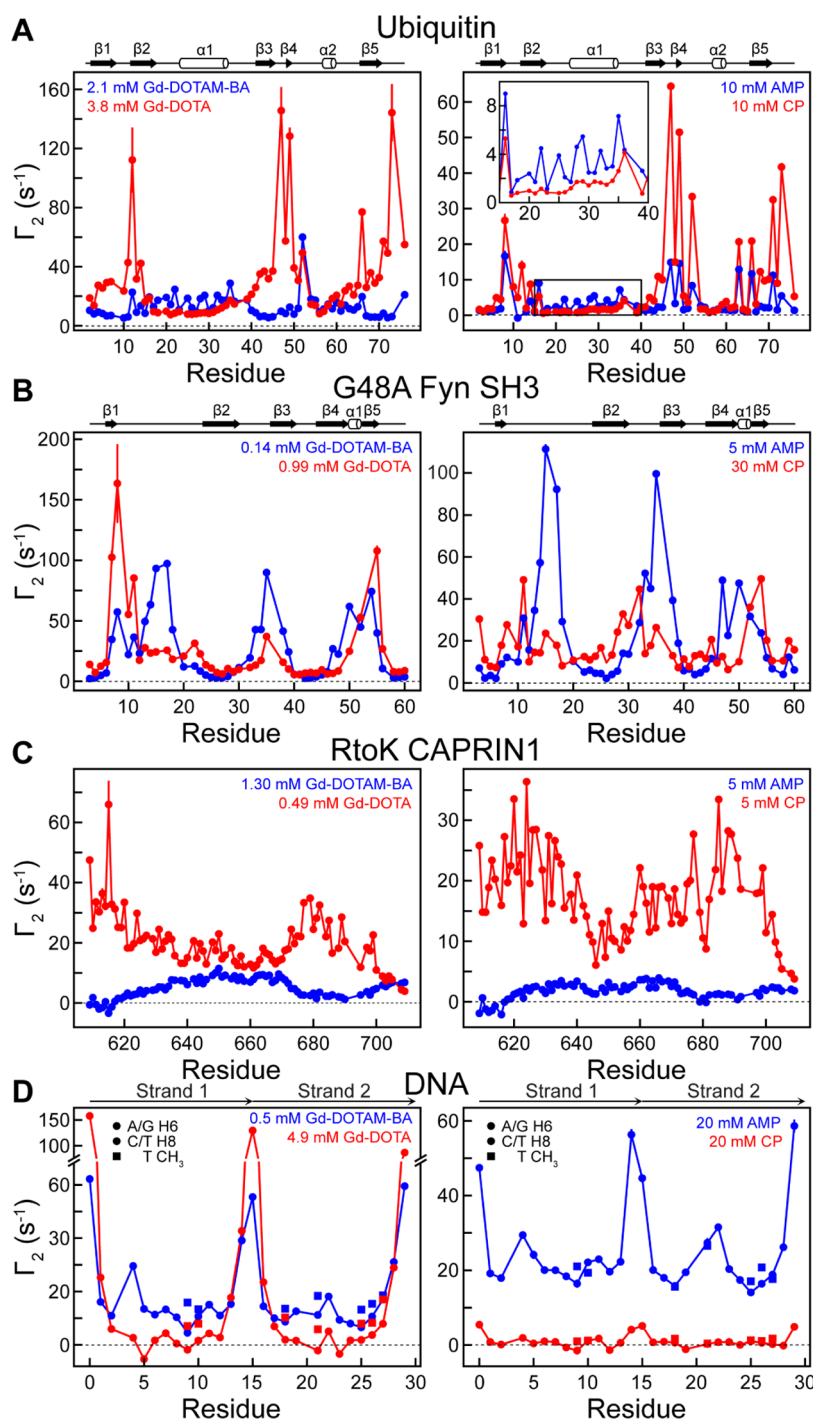 A Ubiquitin
β1 β2 α1 β3 β4 α2 β5
β1 β2 α1 β3 β4 α2 β5
2.1 mM Gd-DOTAM-BA
3.8 mM Gd-DOTA
10 mM AMP
10 mM CP
Γ2 (s-1)
160
120
80
40
0
10 20 30 40 50 60 70
Residue
60
50
40
30
20
10
0
8
4
0
20 30 40
10 20 30 40 50 60 70
Residue
B G48A Fyn SH3
β1 β2 β3 β4 α1 β5
β1 β2 β3 β4 α1 β5
0.14 mM Gd-DOTAM-BA
0.99 mM Gd-DOTA
5 mM AMP
30 mM CP
Γ2 (s-1)
200
150
100
50
0
10 20 30 40 50 60
Residue
100
80
60
40
20
0
10 20 30 40 50 60
Residue
C RtoK CAPRIN1
1.30 mM Gd-DOTAM-BA
0.49 mM Gd-DOTA
5 mM AMP
5 mM CP
Γ2 (s-1)
60
40
20
0
620 640 660 680 700
Residue
30
20
10
0
620 640 660 680 700
Residue
D DNA
Strand 1 Strand 2
Strand 1 Strand 2
A/G H6
C/T H8
T CH3
0.5 mM Gd-DOTAM-BA
4.9 mM Gd-DOTA
A/G H6
C/T H8
T CH3
20 mM AMP
20 mM CP
Γ2 (s-1)
150
100
60
40
20
0
0 5 10 15 20 25 30
Residue
60
40
20
0
0 5 10 15 20 25 30
Residue